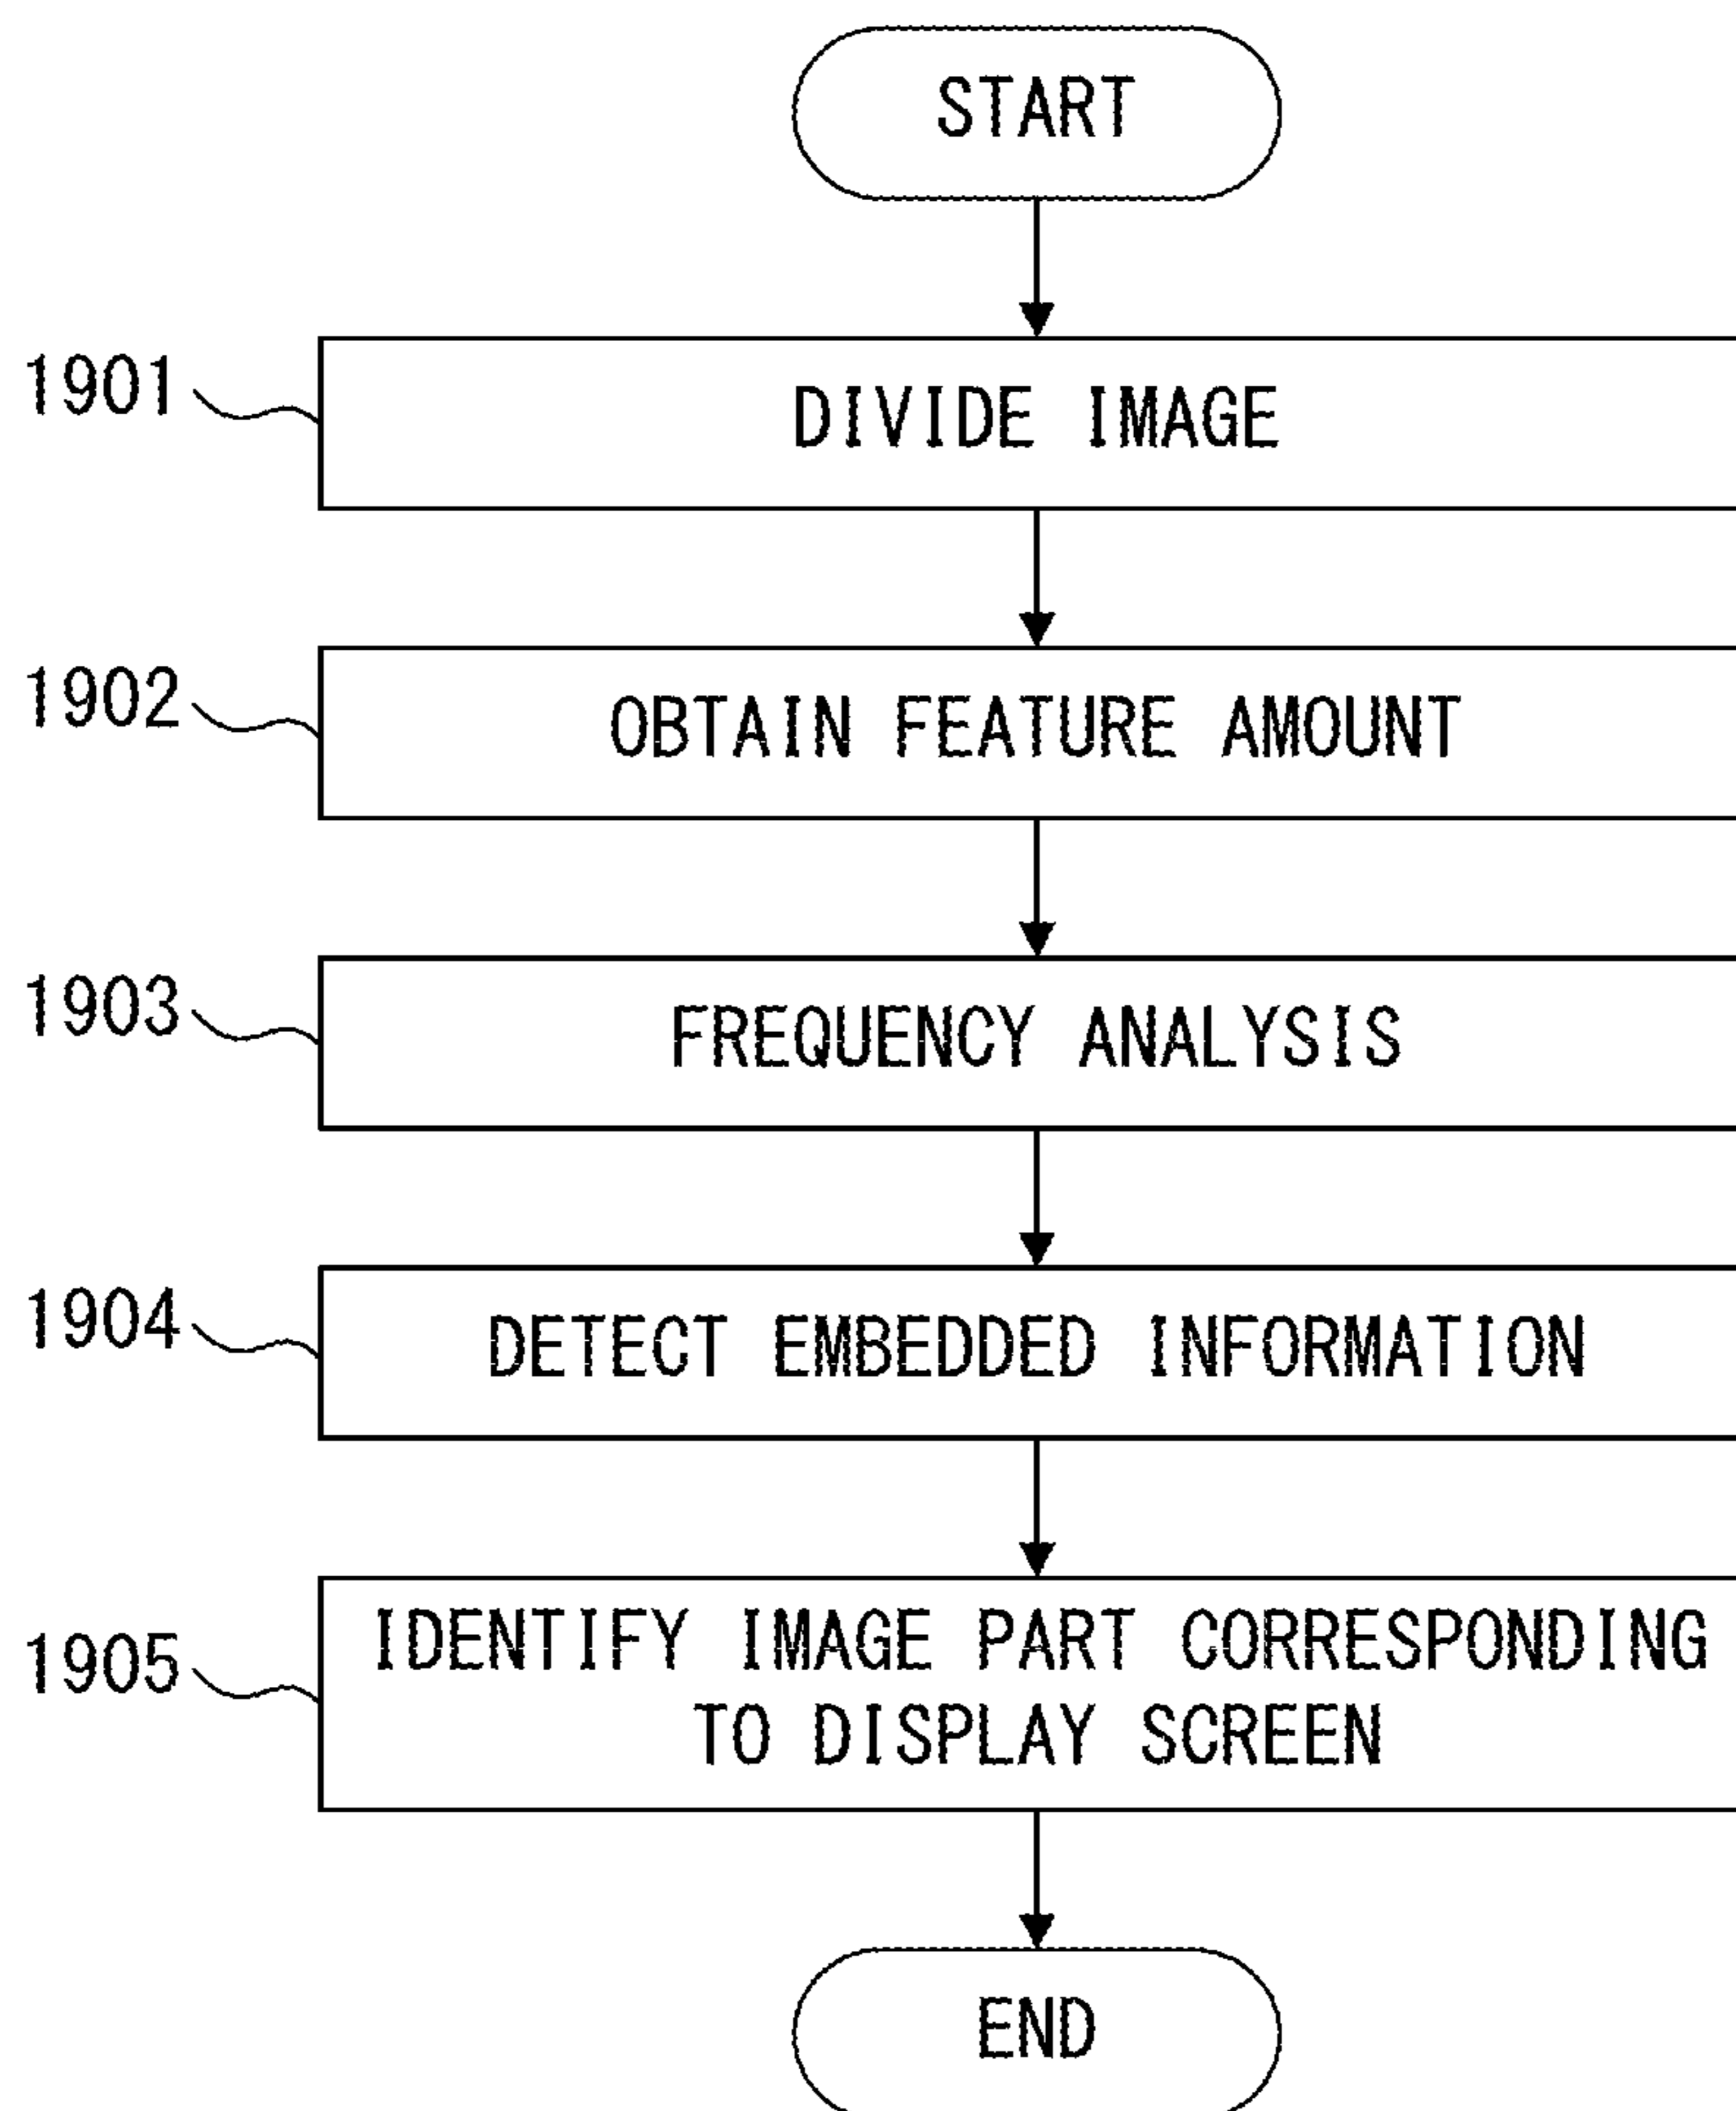 START
1901
DIVIDE IMAGE
1902
OBTAIN FEATURE AMOUNT
1903
FREQUENCY ANALYSIS
1904
DETECT EMBEDDED INFORMATION
1905
IDENTIFY IMAGE PART CORRESPONDING
TO DISPLAY SCREEN
END